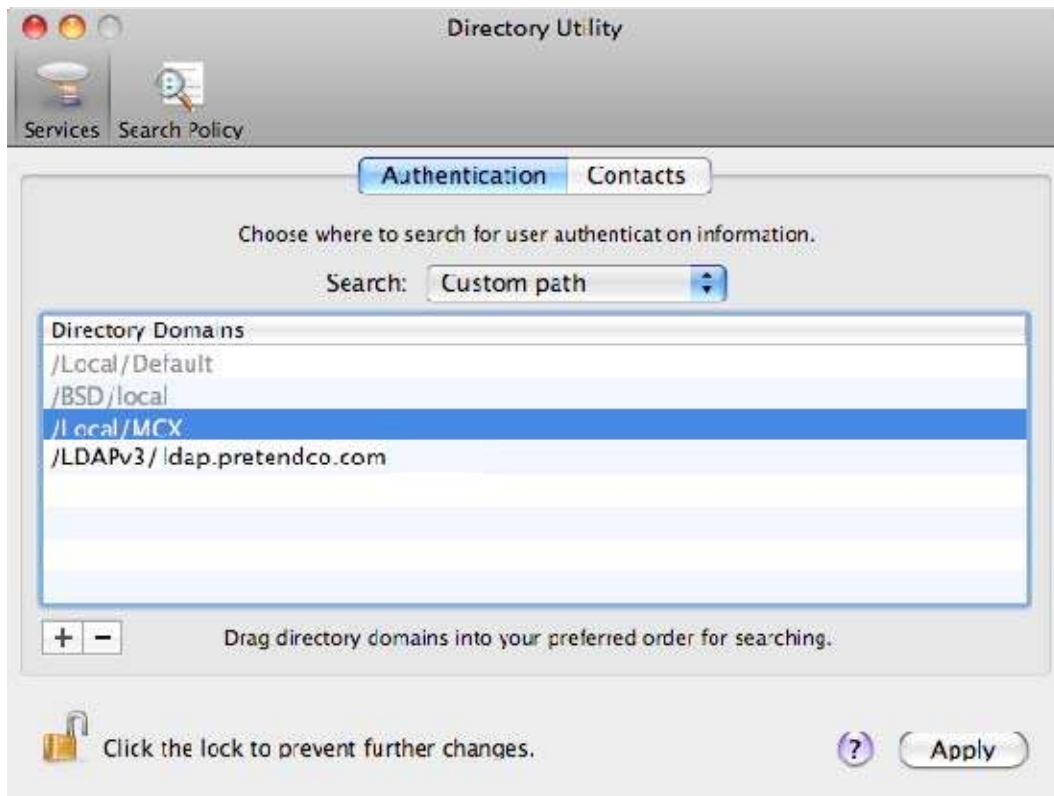 Directory Utility
Services Search Policy
Authentication Contacts
Choose where to search for user authentication information.
Search: Custom path
Directory Domains
/Local/Default
/BSD/local
/Local/MCX
/LDAPv3/ ldap.pretendco.com
+ −
Drag directory domains into your preferred order for searching.
Click the lock to prevent further changes.
? Apply